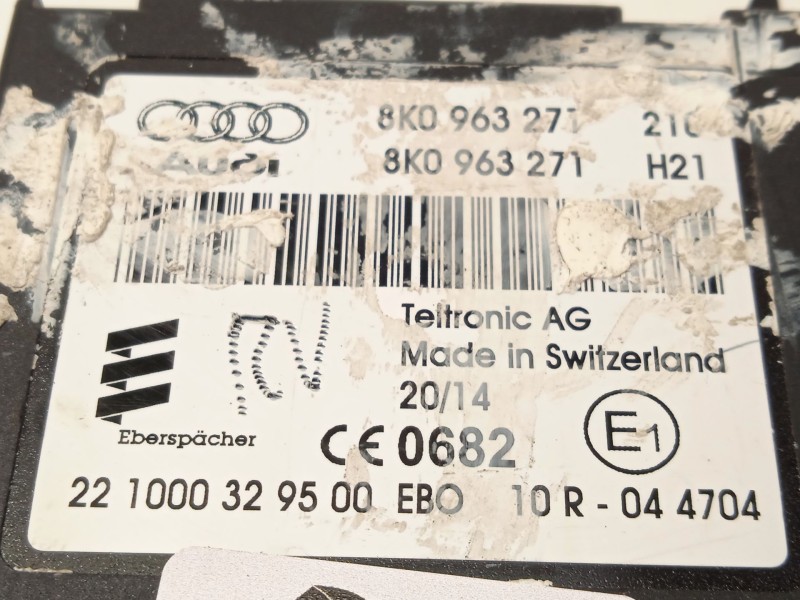 8K0 963 271
AUDI
8K0 963 271 H21
Teltronic AG
Made in Switzerland
20/14
Eberspächer
CE 0682
E1
22 1000 32 95 00 EBO 10 R - 04 4704